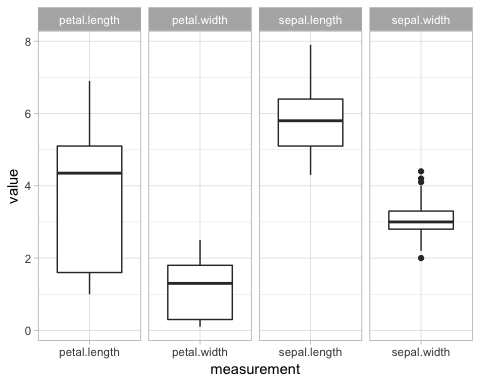 petal.length petal.width sepal.length sepal.width
8
6
4
2
0
value
petal.length petal.width sepal.length sepal.width
measurement